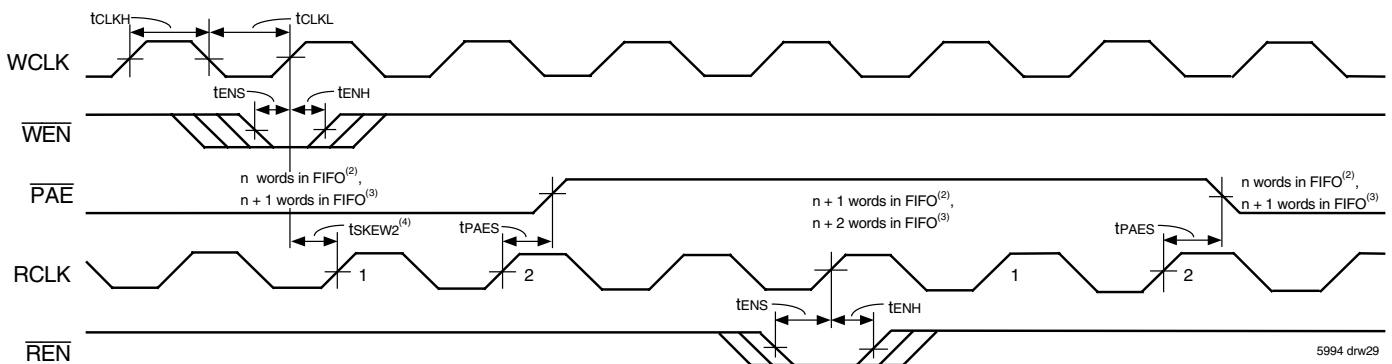 tCLKH tCLKL
WCLK
tENS tENH
WEN
n words in FIFO(2),
n + 1 words in FIFO(3)
PAE
n + 1 words in FIFO(2),
n + 2 words in FIFO(3)
n words in FIFO(2),
n + 1 words in FIFO(3)
tSKEW2(4) tPAES tPAES
RCLK 1 2 1 2
tENS tENH
REN
5994 drw29